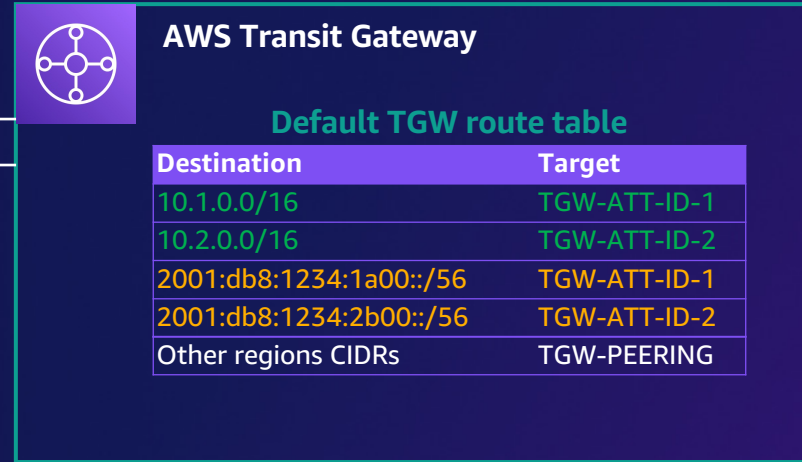 AWS Transit Gateway
Default TGW route table
Destination Target
10.1.0.0/16 TGW-ATT-ID-1
10.2.0.0/16 TGW-ATT-ID-2
2001:db8:1234:1a00::/56 TGW-ATT-ID-1
2001:db8:1234:2b00::/56 TGW-ATT-ID-2
Other regions CIDRs TGW-PEERING